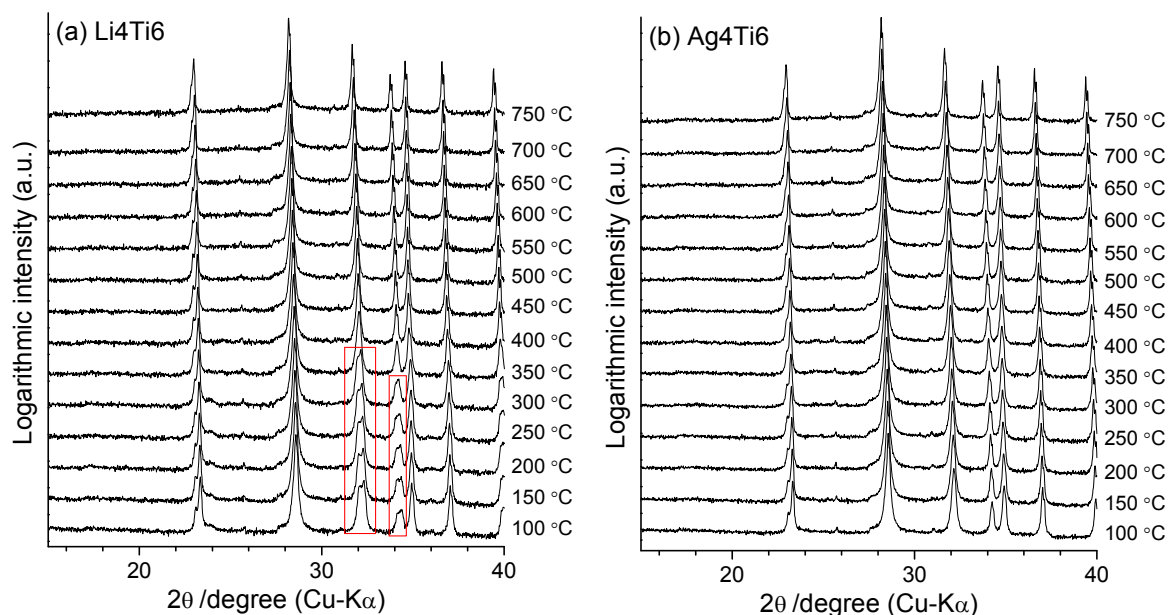 (a) Li4Ti6
Logarithmic intensity (a.u.)
750 °C
700 °C
650 °C
600 °C
550 °C
500 °C
450 °C
400 °C
350 °C
300 °C
250 °C
200 °C
150 °C
100 °C
20 30 40
2θ /degree (Cu-Kα)
(b) Ag4Ti6
Logarithmic intensity (a.u.)
750 °C
700 °C
650 °C
600 °C
550 °C
500 °C
450 °C
400 °C
350 °C
300 °C
250 °C
200 °C
150 °C
100 °C
20 30 40
2θ /degree (Cu-Kα)